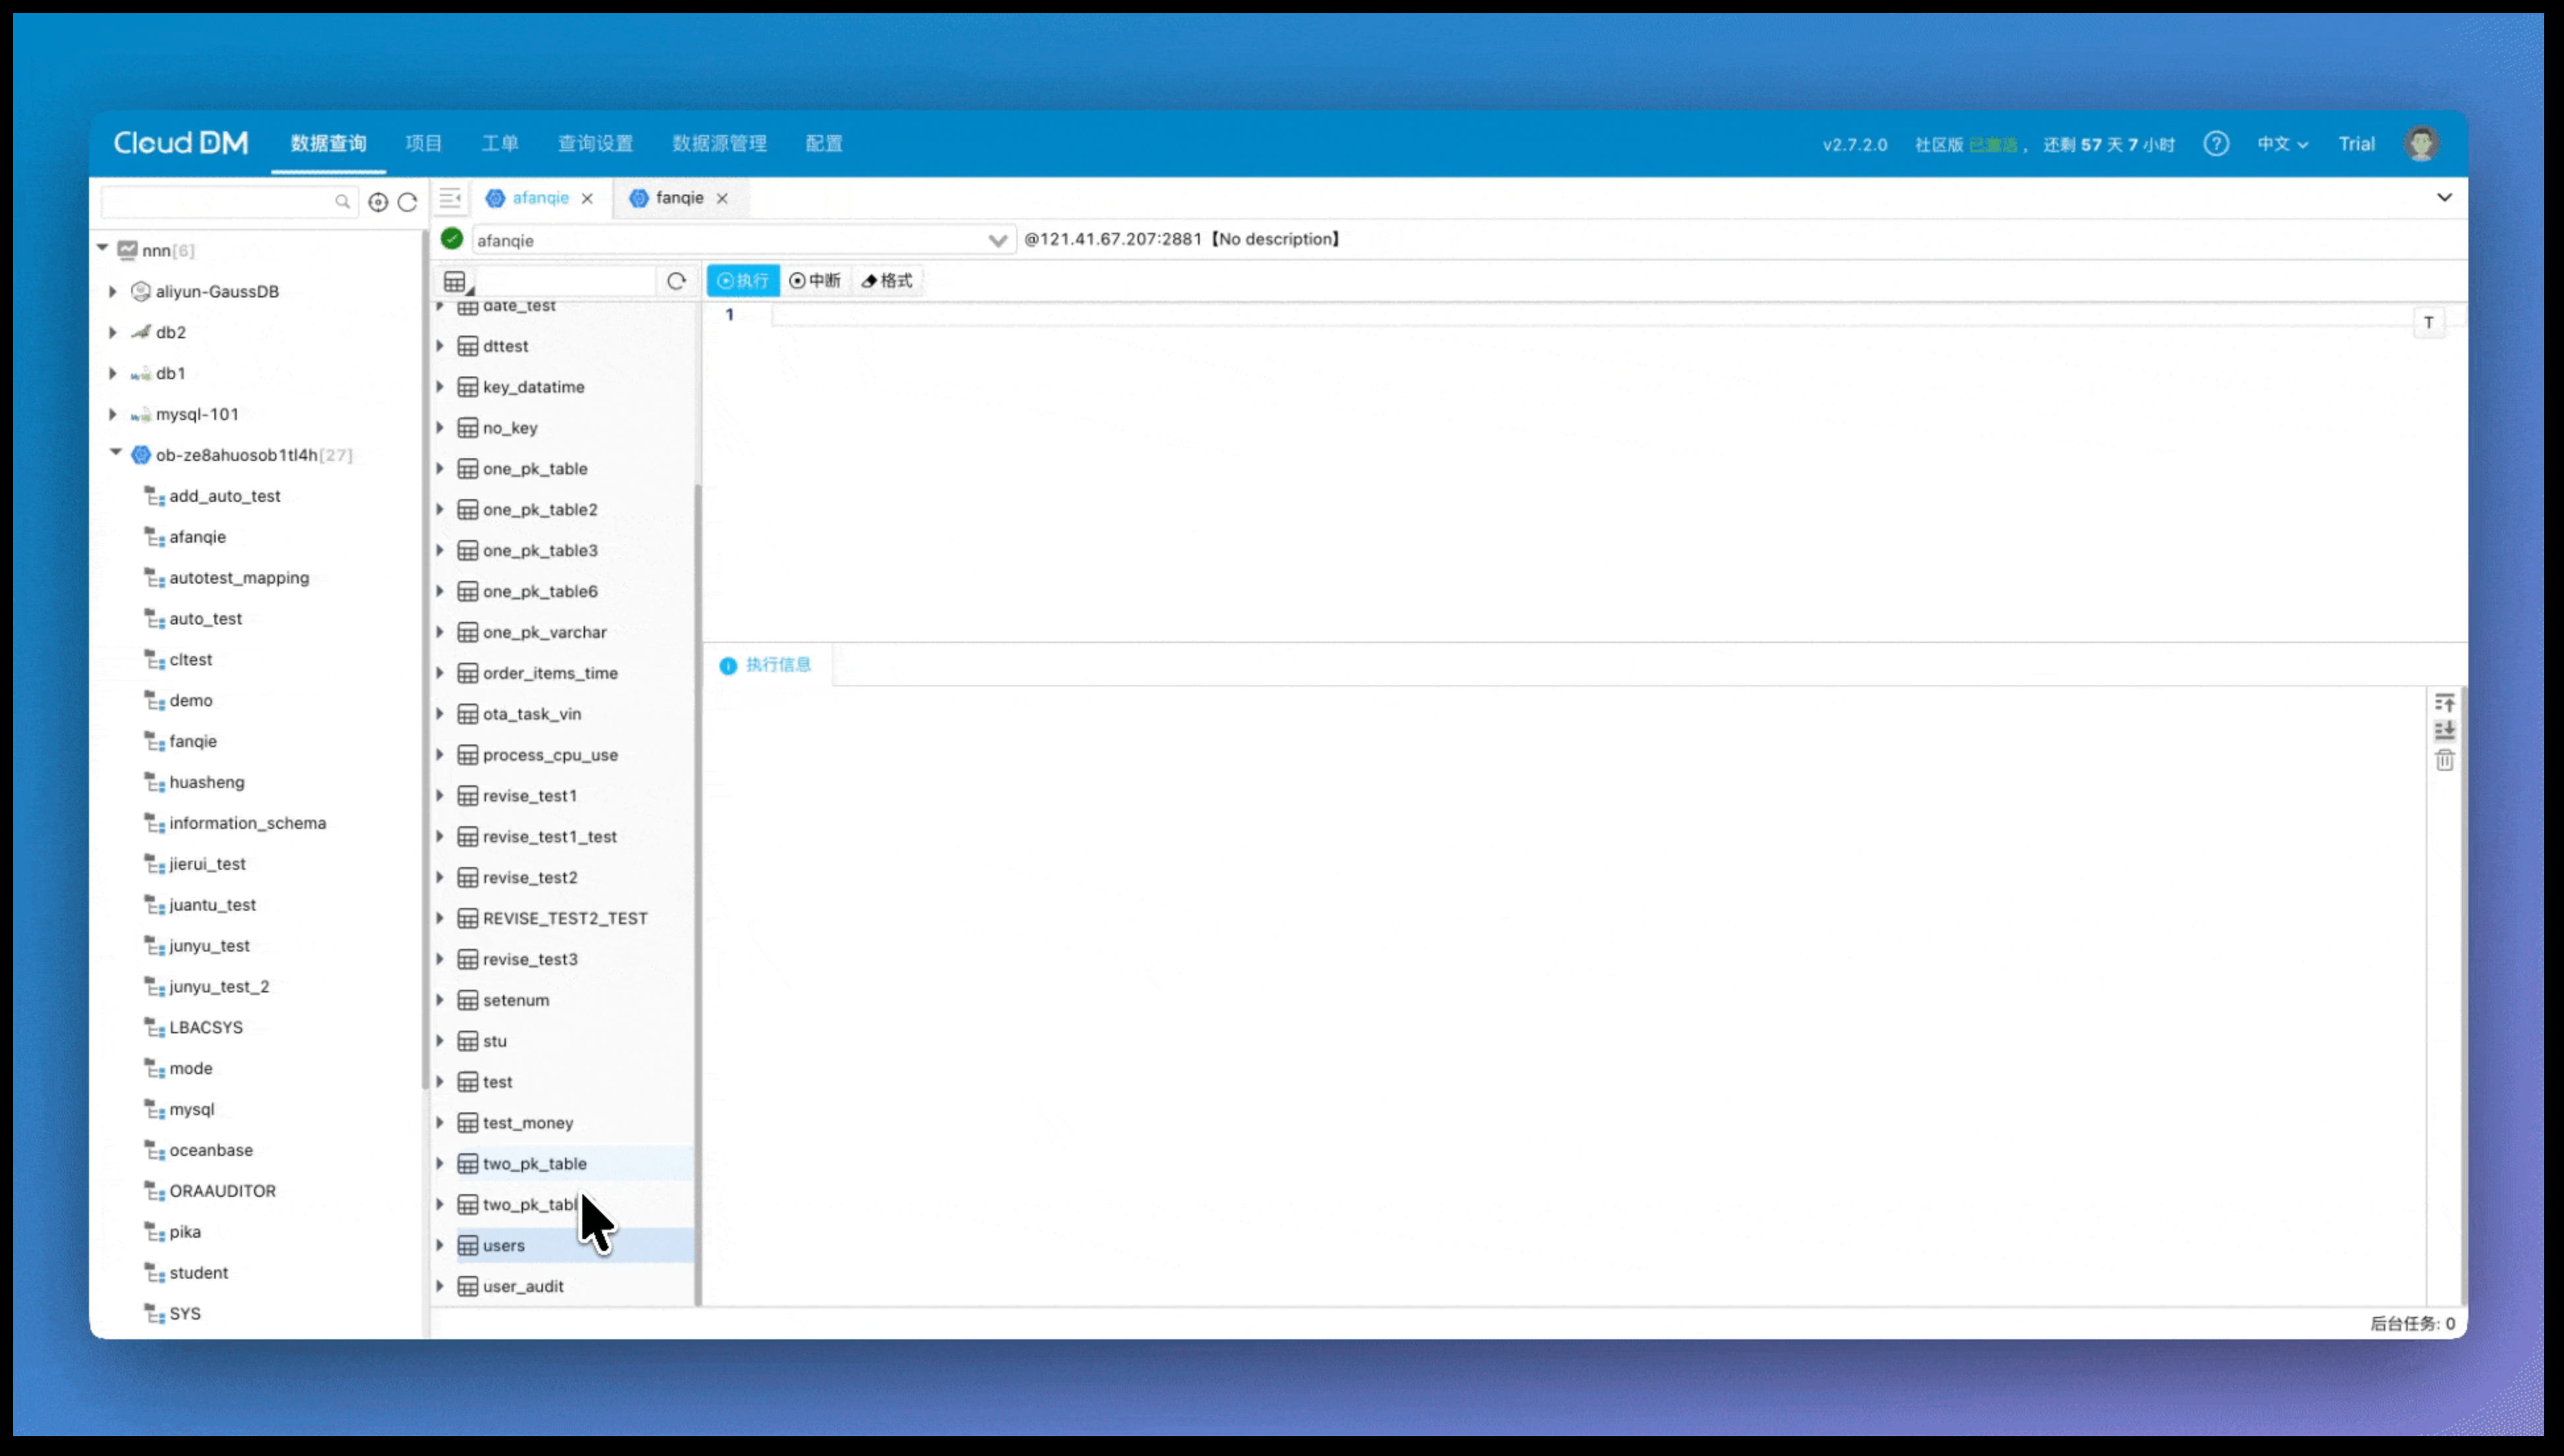 Cloud DM 数据查询 项目 工单 查询设置 数据源管理 配置 v2.7.2.0 社区版 已激活, 还剩 57 天 7 小时 中文 Trial
afanqie fanqie
afanqie @121.41.67.207:2881【No description】
执行 中断 格式
nnn[6]
aliyun-GaussDB
db2
db1
mysql-101
ob-ze8ahuosob1tl4h[27]
add_auto_test
afanqie
autotest_mapping
auto_test
cltest
demo
fanqie
huasheng
information_schema
jierui_test
juantu_test
junyu_test
junyu_test_2
LBACSYS
mode
mysql
oceanbase
ORAAUDITOR
pika
student
SYS
date_test
dttest
key_datatime
no_key
one_pk_table
one_pk_table2
one_pk_table3
one_pk_table6
one_pk_varchar
order_items_time
ota_task_vin
process_cpu_use
revise_test1
revise_test1_test
revise_test2
REVISE_TEST2_TEST
revise_test3
setenum
stu
test
test_money
two_pk_table
users
user_audit
1
T
执行信息
后台任务: 0